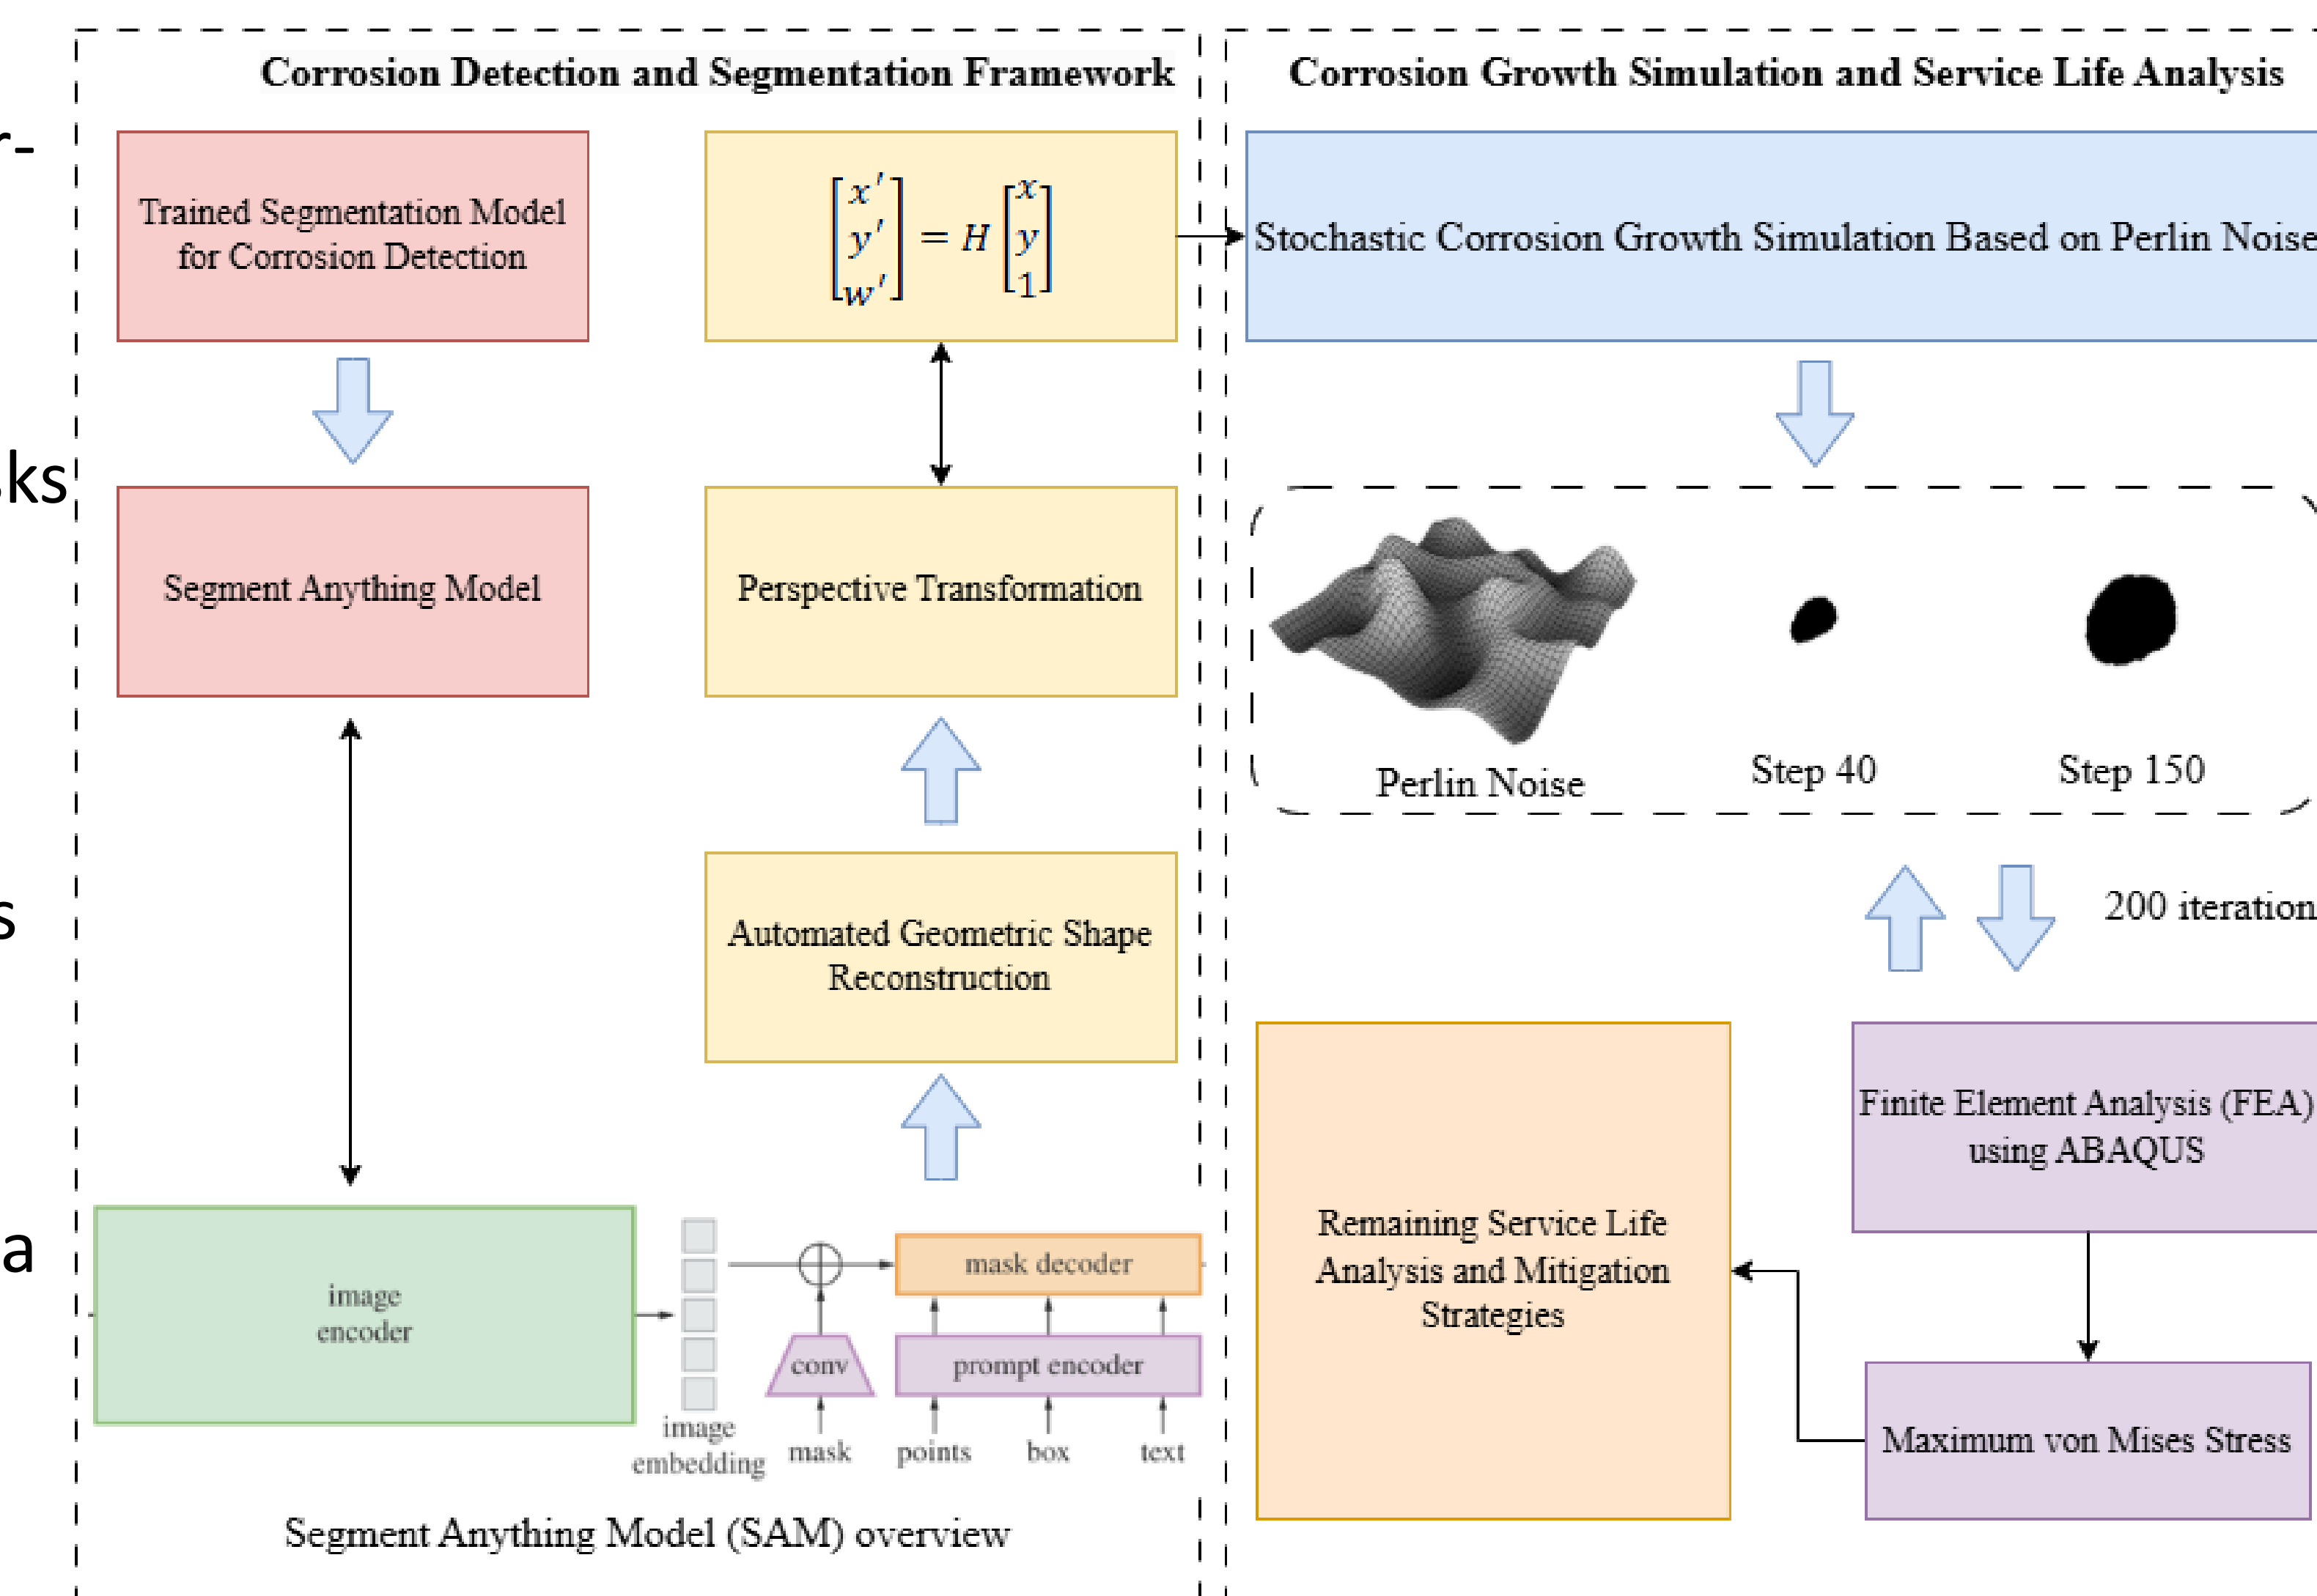 Corrosion Detection and Segmentation Framework
Trained Segmentation Model
for Corrosion Detection
Segment Anything Model
[x' y' w'] = H [x y 1]
Perspective Transformation
Automated Geometric Shape
Reconstruction
image
encoder
image
embedding
mask decoder
conv
prompt encoder
mask
points
box
text
Segment Anything Model (SAM) overview
Corrosion Growth Simulation and Service Life Analysis
Stochastic Corrosion Growth Simulation Based on Perlin Noise
Perlin Noise
Step 40
Step 150
200 iteration
Finite Element Analysis (FEA)
using ABAQUS
Maximum von Mises Stress
Remaining Service Life
Analysis and Mitigation
Strategies